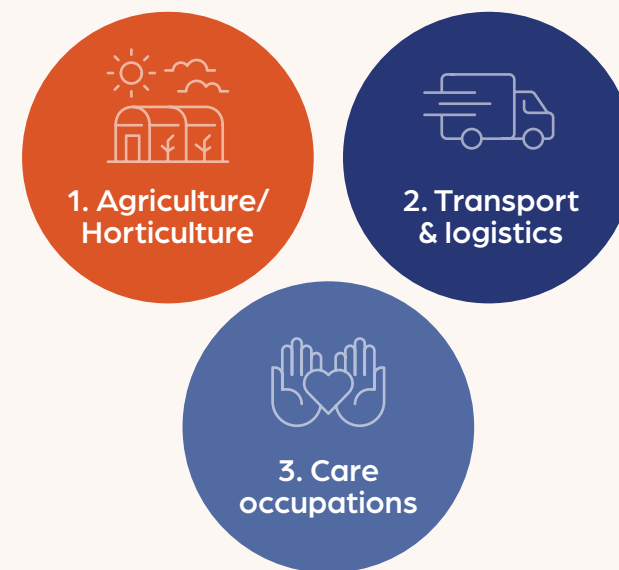 1. Agriculture/
Horticulture
2. Transport
& logistics
3. Care
occupations